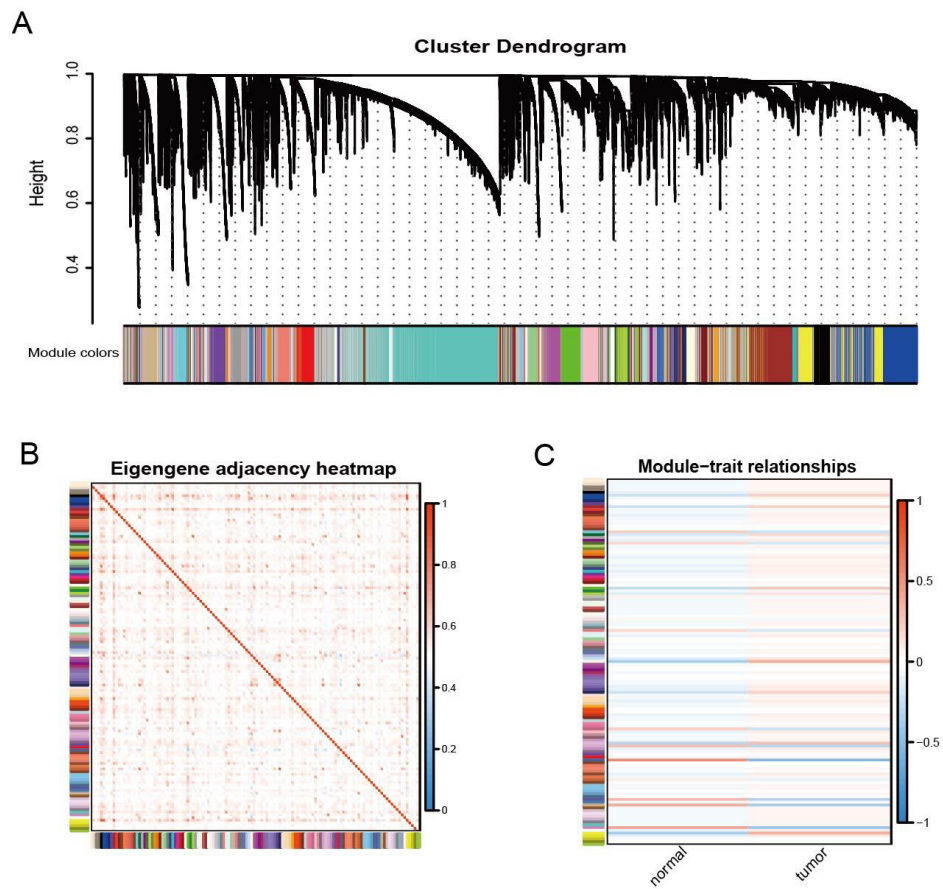 A
Cluster Dendrogram
Height
1.0
0.8
0.6
0.4
Module colors
B
Eigengene adjacency heatmap
1
0.8
0.6
0.4
0.2
0
C
Module−trait relationships
1
0.5
0
−0.5
−1
normal
tumor